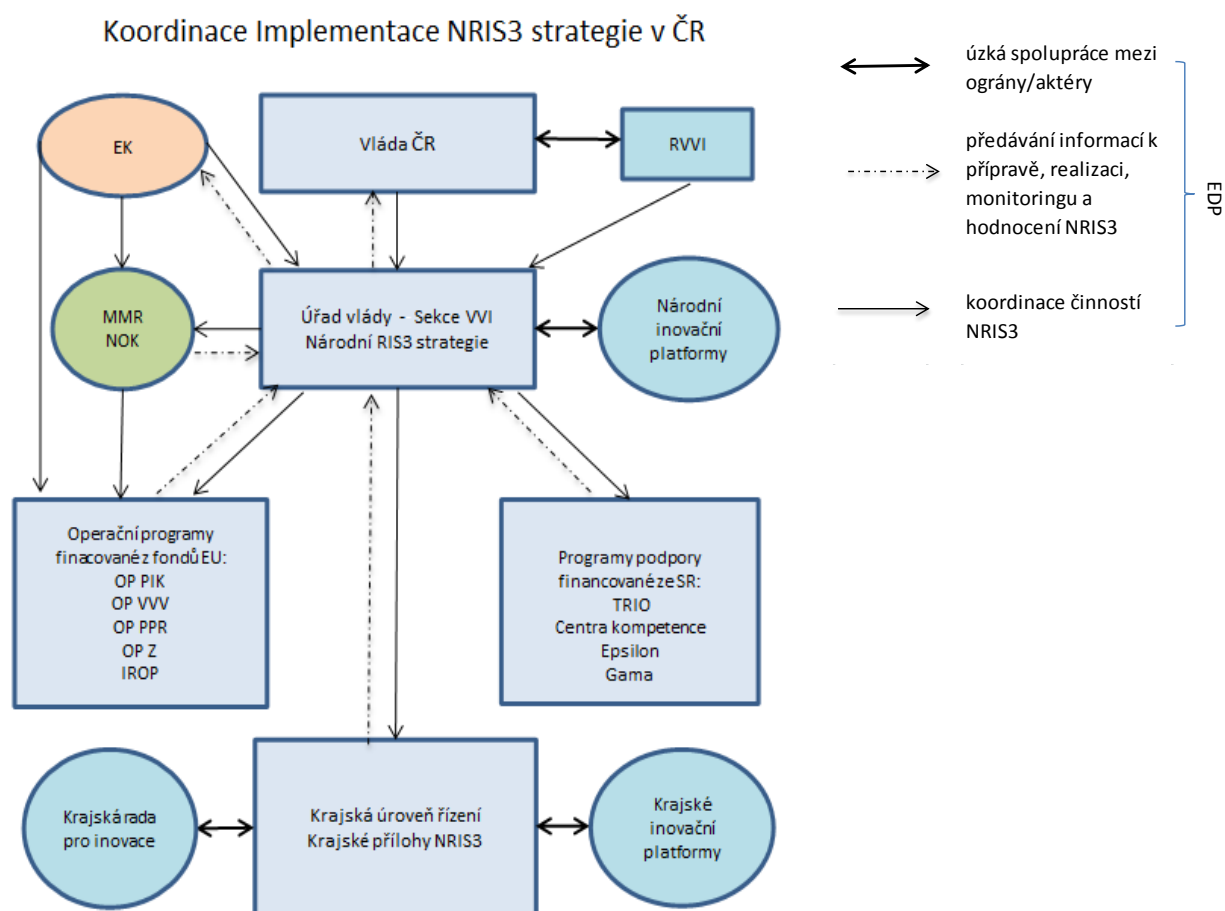 Koordinace Implementace NRIS3 strategie v ČR
EK
Vláda ČR
RVVI
MMR
NOK
Úřad vlády - Sekce VVI
Národní RIS3 strategie
Národní
inovační
platformy
Operační programy
finacované z fondů EU:
OP PIK
OP VVV
OP PPR
OP Z
IROP
Programy podpory
financované ze SR:
TRIO
Centra kompetence
Epsilon
Gama
Krajská rada
pro inovace
Krajská úroveň řízení
Krajské přílohy NRIS3
Krajské
inovační
platformy
úzká spolupráce mezi
ográny/aktéry
předávání informací k
přípravě, realizaci,
monitoringu a
hodnocení NRIS3
koordinace činností
NRIS3
EDP